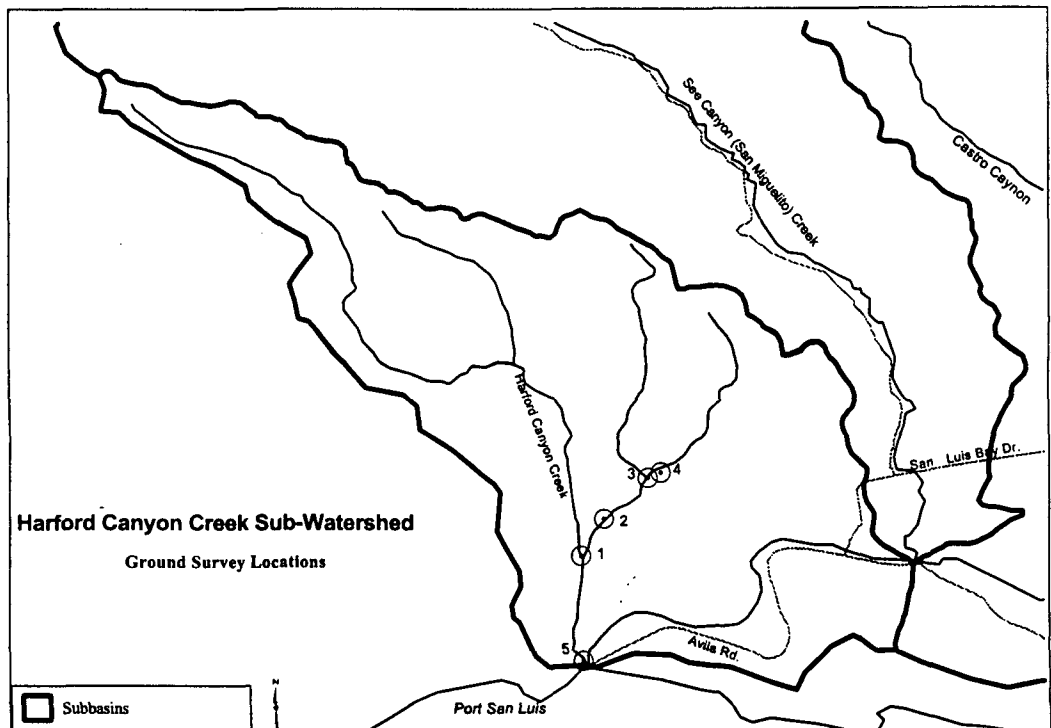 See Canyon (San Miguelito) Creek
Castro Caynon
Harford Canyon Creek
San Luis Bay Dr.
3
4
2
Harford Canyon Creek Sub-Watershed
1
Ground Survey Locations
5
Avila Rd.
Subbasins
N
Port San Luis